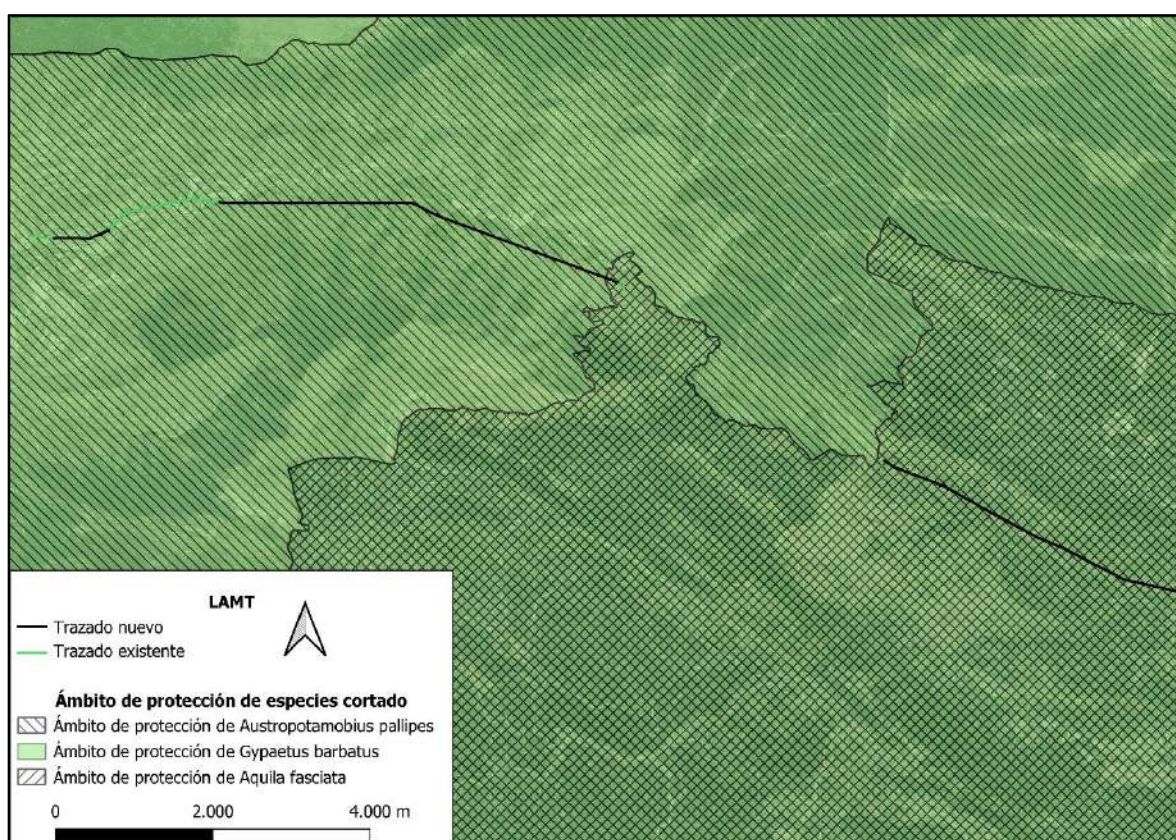 LAMT
Trazado nuevo
Trazado existente
Ámbito de protección de especies cortado
Ámbito de protección de Austropotamobius pallipes
Ámbito de protección de Gypaetus barbatus
Ámbito de protección de Aquila fasciata
0 2.000 4.000 m